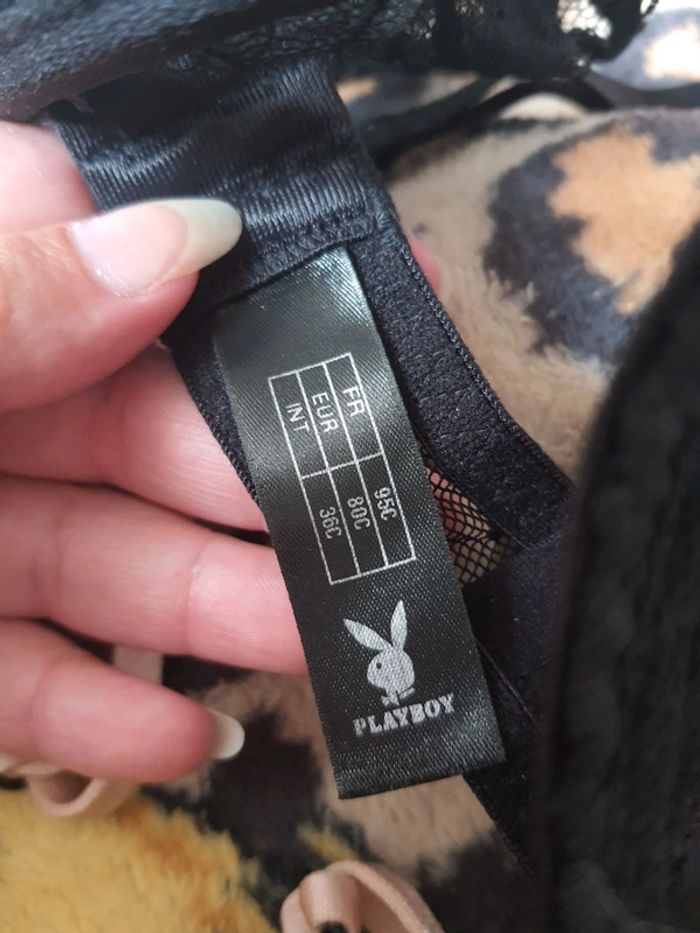 FR 95C
EUR 80C
INT 36C
PLAYBOY